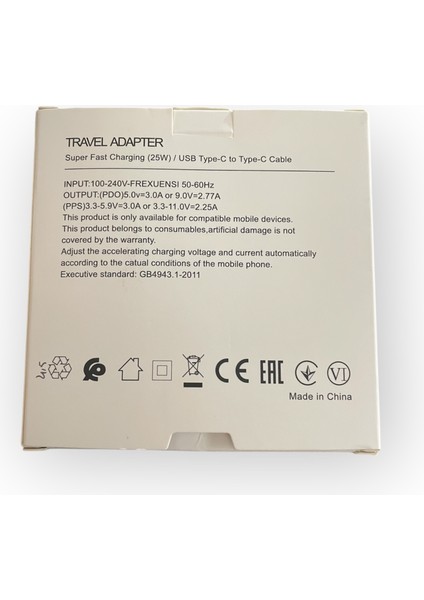 TRAVEL ADAPTER
Super Fast Charging (25W) / USB Type-C to Type-C Cable
INPUT:100-240V-FREXUENSI 50-60Hz
OUTPUT:(PDO)5.0v=3.0A or 9.0V=2.77A
(PPS)3.3-5.9V=3.0A or 3.3-11.0V=2.25A
This product is only available for compatible mobile devices.
This product is no consumables,artificial damage is not
covered by the warranty.
Adjust the accelerating charging voltage and current automatically
according to the catual conditions of the mobile phone.
Executive standard: GB4943.1-2011
CE EAC VI
Made in China